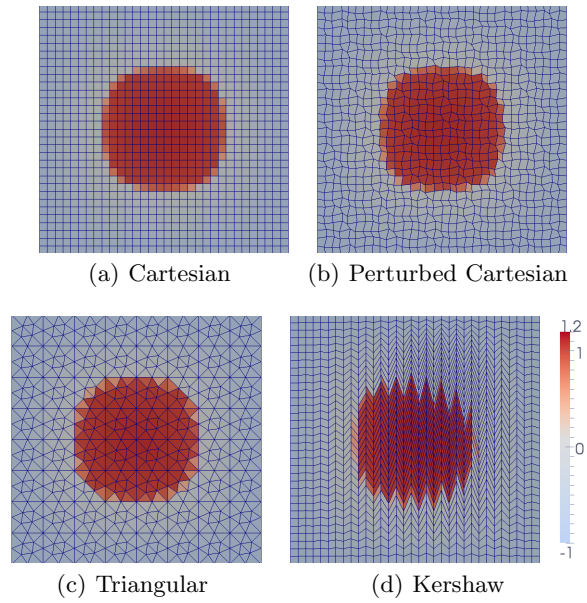 (a) Cartesian
(b) Perturbed Cartesian
1.2
1
0
-1
(c) Triangular
(d) Kershaw